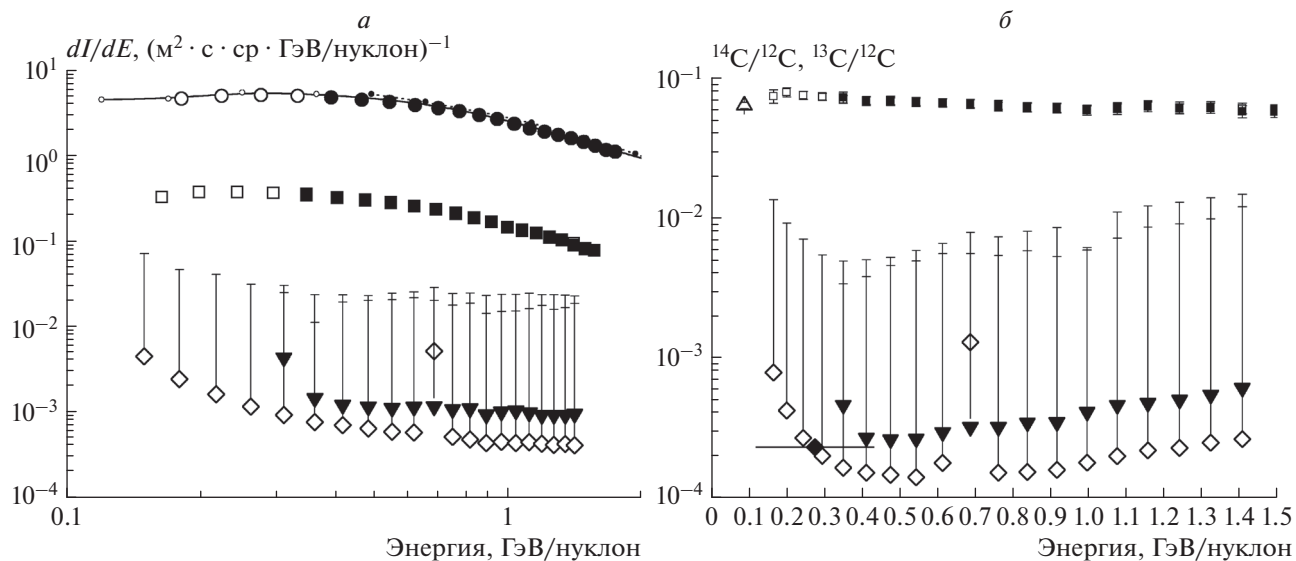 а
dI/dE, (м² · с · ср · ГэВ/нуклон)⁻¹
10¹
10⁰
10⁻¹
10⁻²
10⁻³
10⁻⁴
0.1 1
Энергия, ГэВ/нуклон
б
¹⁴C/¹²C, ¹³C/¹²C
10⁻¹
10⁻²
10⁻³
10⁻⁴
0 0.1 0.2 0.3 0.4 0.5 0.6 0.7 0.8 0.9 1.0 1.1 1.2 1.3 1.4 1.5
Энергия, ГэВ/нуклон